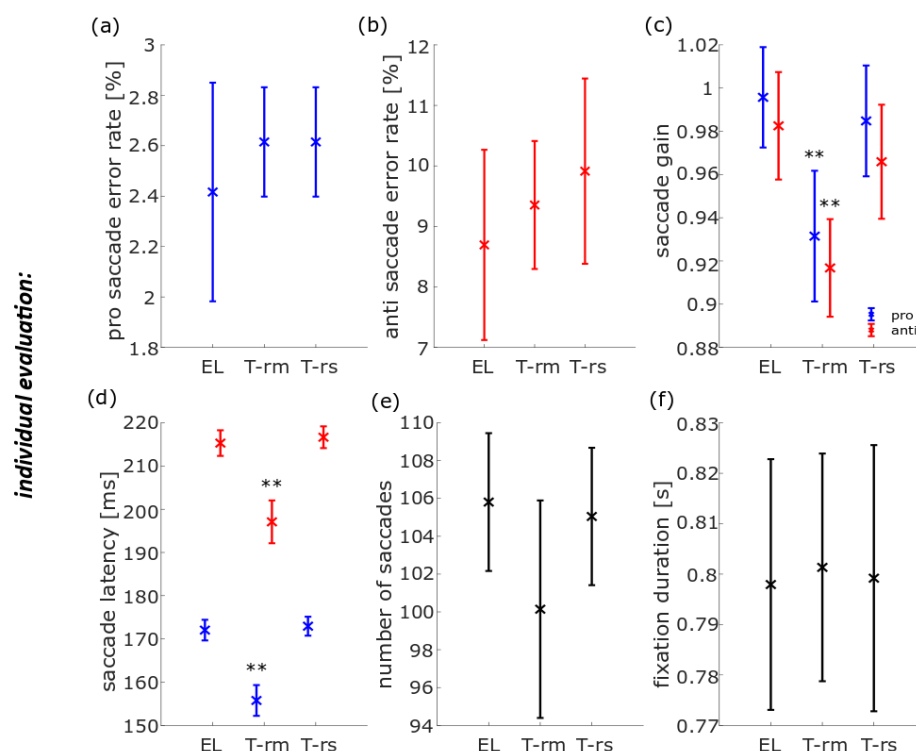 individual evaluation:
(a)
pro saccade error rate [%]
3
2.8
2.6
2.4
2.2
2
1.8
EL T-rm T-rs
(b)
anti saccade error rate [%]
12
11
10
9
8
7
EL T-rm T-rs
(c)
saccade gain
1.02
1
0.98
0.96
0.94
0.92
0.9
0.88
**
**
pro
anti
EL T-rm T-rs
(d)
saccade latency [ms]
220
210
200
190
180
170
160
150
**
**
EL T-rm T-rs
(e)
number of saccades
110
108
106
104
102
100
98
96
94
EL T-rm T-rs
(f)
fixation duration [s]
0.83
0.82
0.81
0.8
0.79
0.78
0.77
EL T-rm T-rs